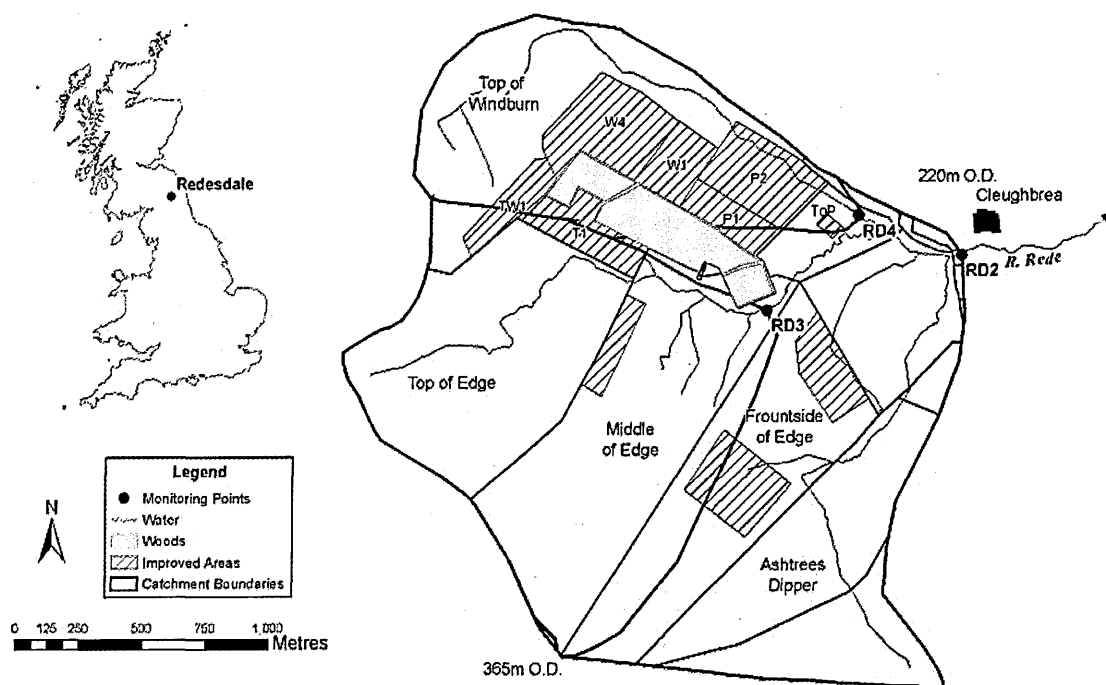 Redesdale
Top of
Windburn
W4
W1
P2
TW1
T1
P1
ToP
RD4
220m O.D.
Cleughbrea
RD2
R. Rede
RD3
Top of Edge
Middle
of Edge
Frountside
of Edge
Ashtrees
Dipper
365m O.D.
Legend
Monitoring Points
Water
Woods
Improved Areas
Catchment Boundaries
N
0 125 250 500 750 1,000
Metres